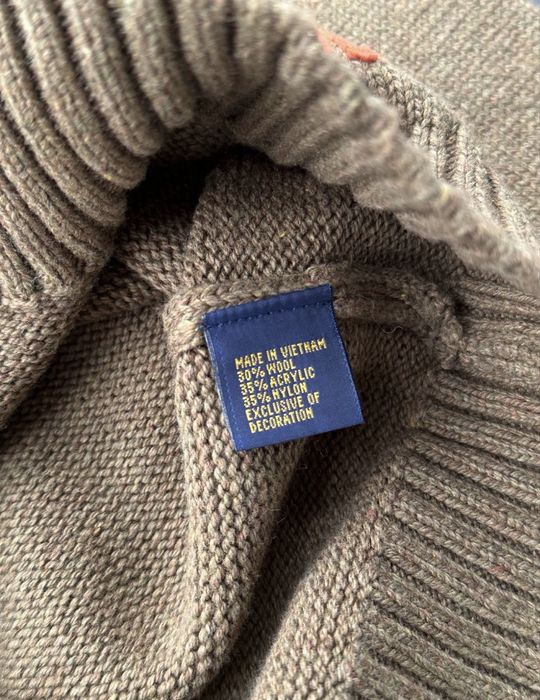 MADE IN VIETNAM
30% WOOL
35% ACRYLIC
35% NYLON
EXCLUSIVE OF
DECORATION